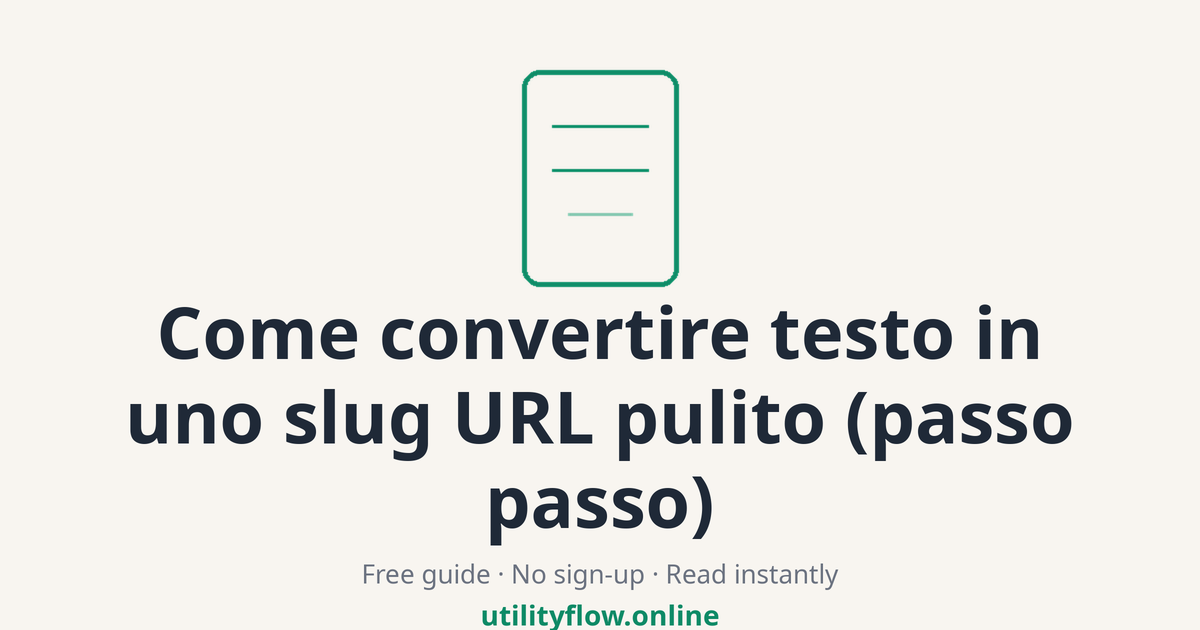 Come convertire testo in
uno slug URL pulito (passo
passo)
Free guide · No sign-up · Read instantly
utilityflow.online